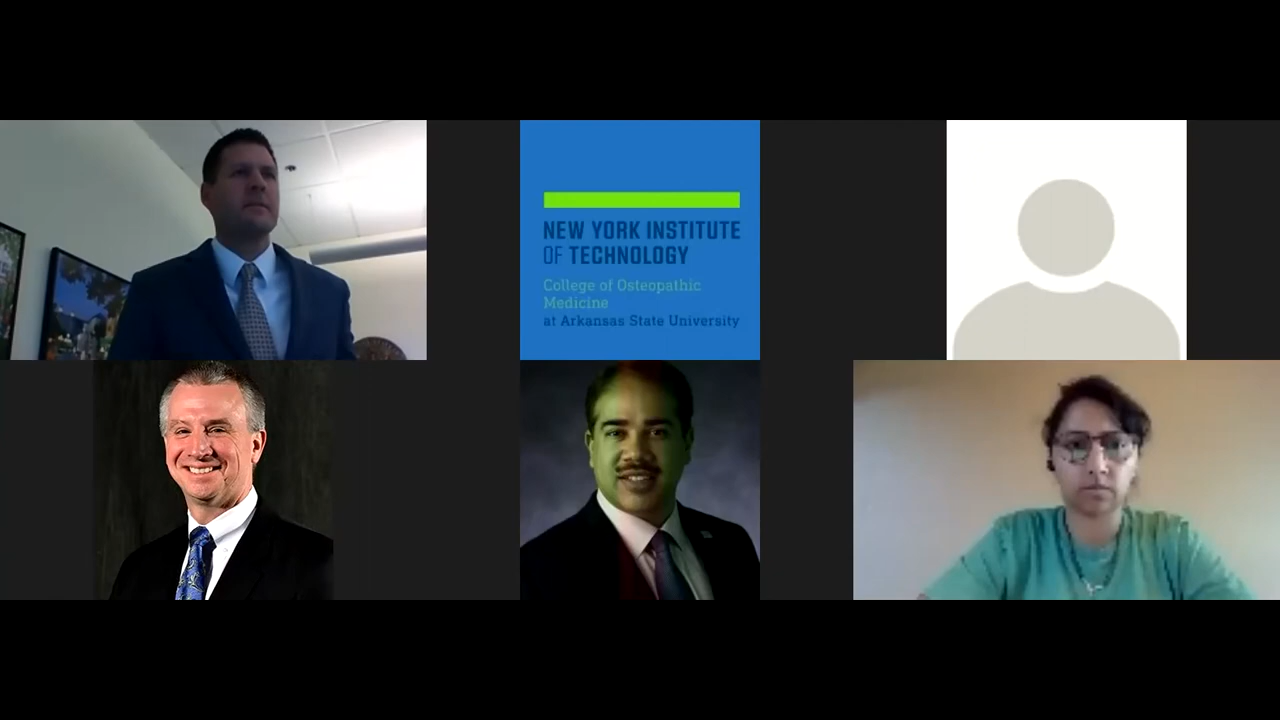 NEW YORK INSTITUTE
OF TECHNOLOGY
College of Osteopathic
Medicine
at Arkansas State University